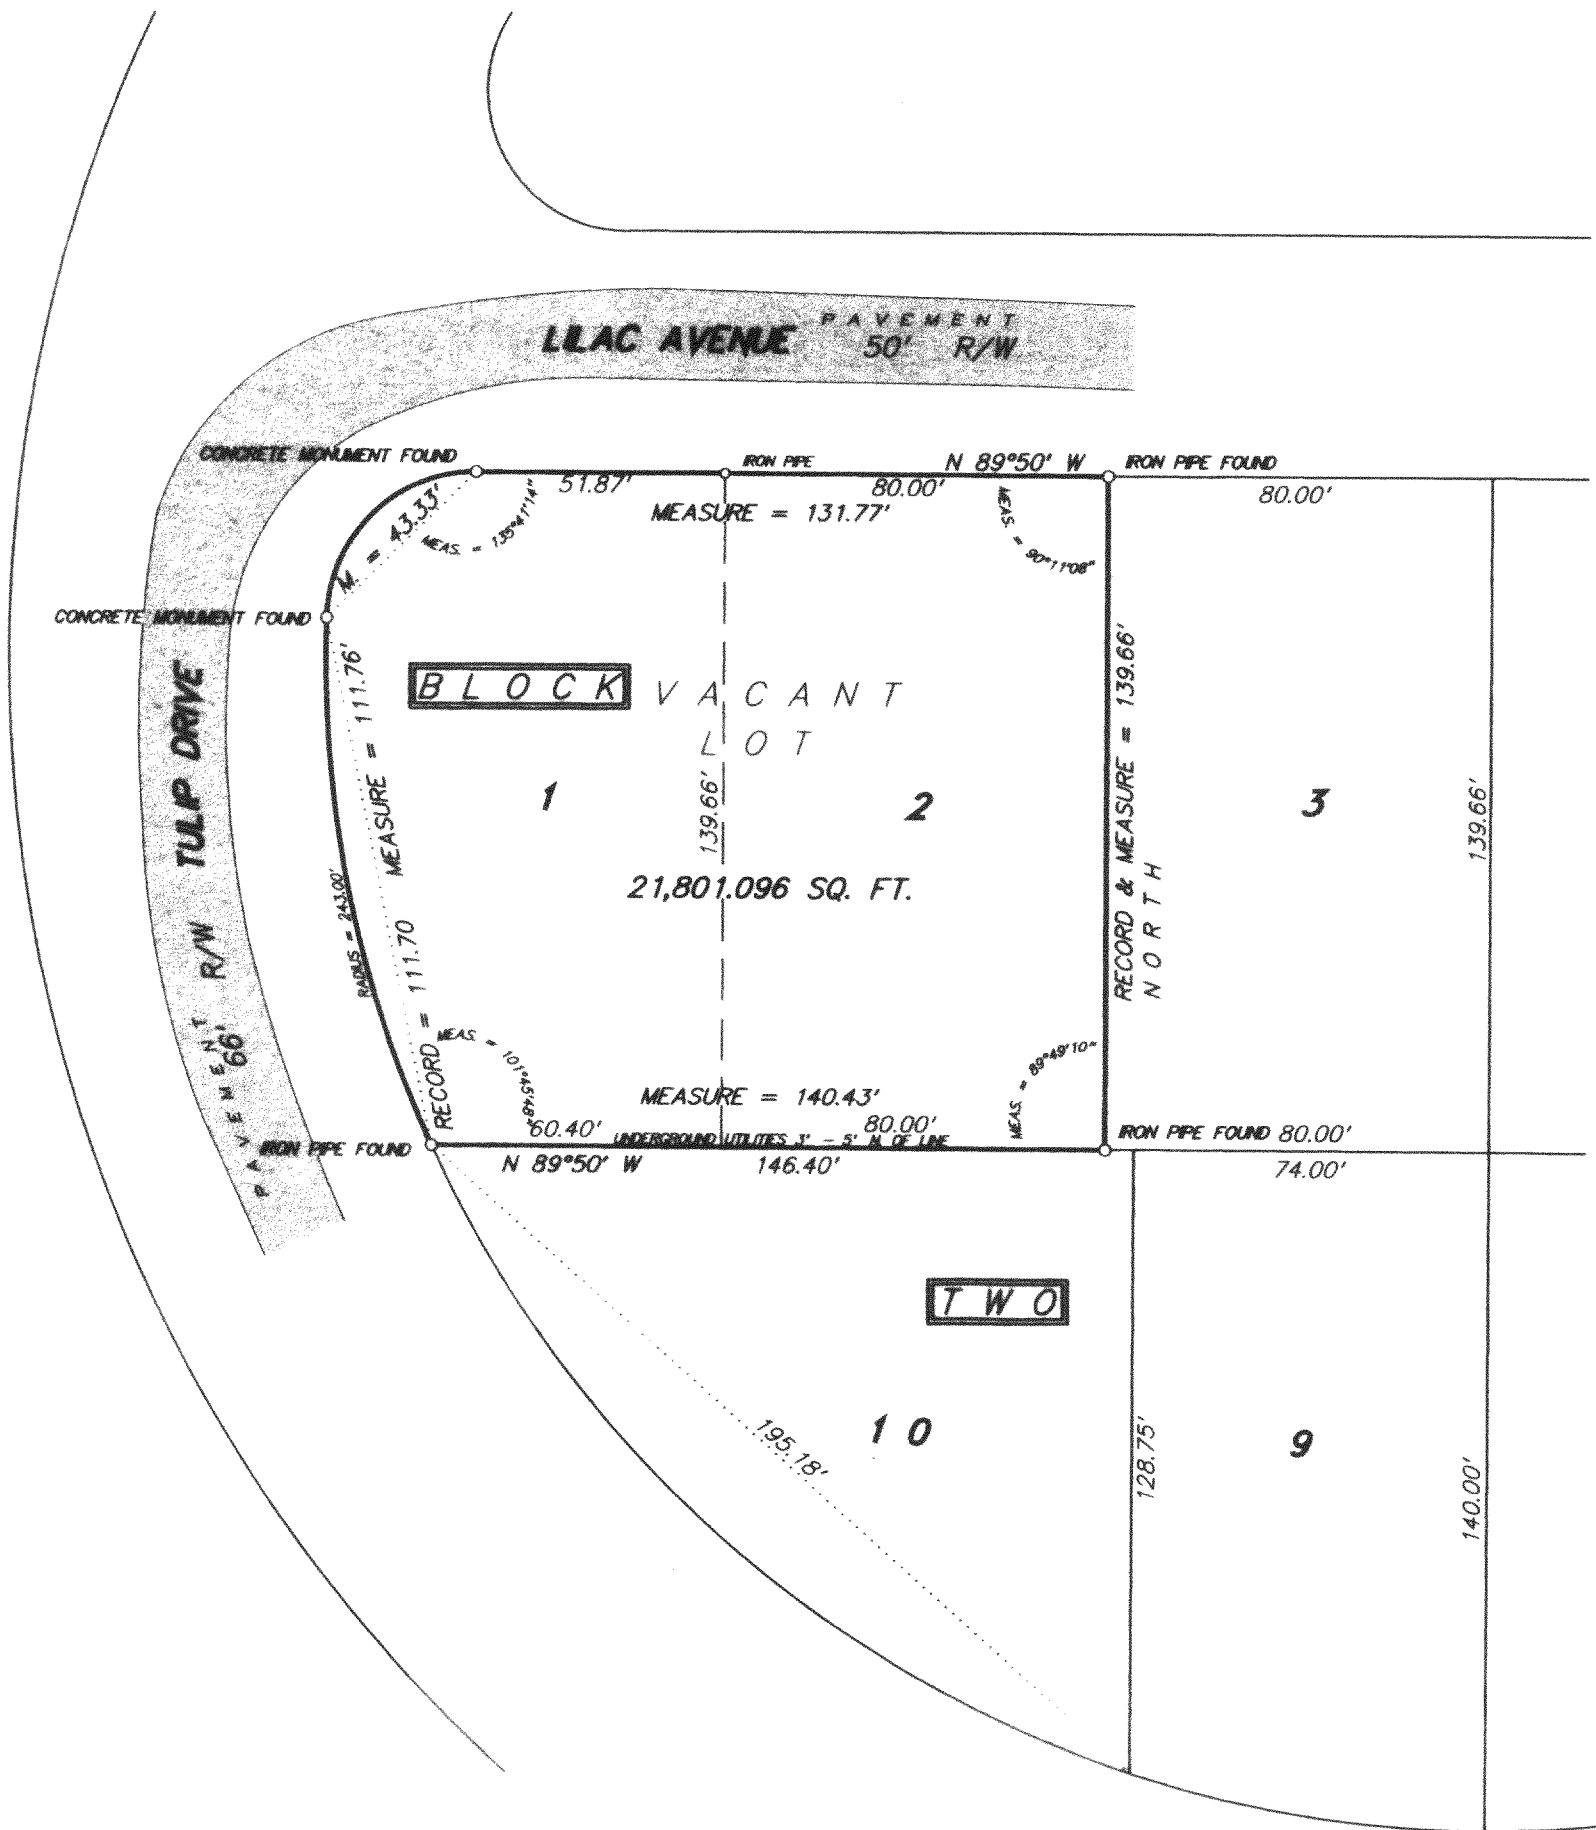 LILAC AVENUE
PAVEMENT
50' R/W
CONCRETE MONUMENT FOUND
IRON PIPE
N 89°50' W
IRON PIPE FOUND
51.87'
80.00'
80.00'
MEASURE = 131.77'
M. = 43.33'
MEAS. = 135°41'14"
MEAS. = 90°11'08"
CONCRETE MONUMENT FOUND
TULIP DRIVE
R/W
66'
PAVEMENT
MEASURE = 111.76'
RECORD = 111.70
RADIUS = 243.00'
BLOCK
VACANT
LOT
1
2
3
139.66'
21,801.096 SQ. FT.
RECORD & MEASURE = 139.66'
NORTH
139.66'
MEAS. = 101°45'48"
MEAS. = 89°49'10"
MEASURE = 140.43'
60.40'
80.00'
UNDERGROUND UTILITIES 3' - 5' N. OF LINE
IRON PIPE FOUND
IRON PIPE FOUND
80.00'
N 89°50' W
146.40'
74.00'
TWO
195.18'
10
128.75'
9
140.00'